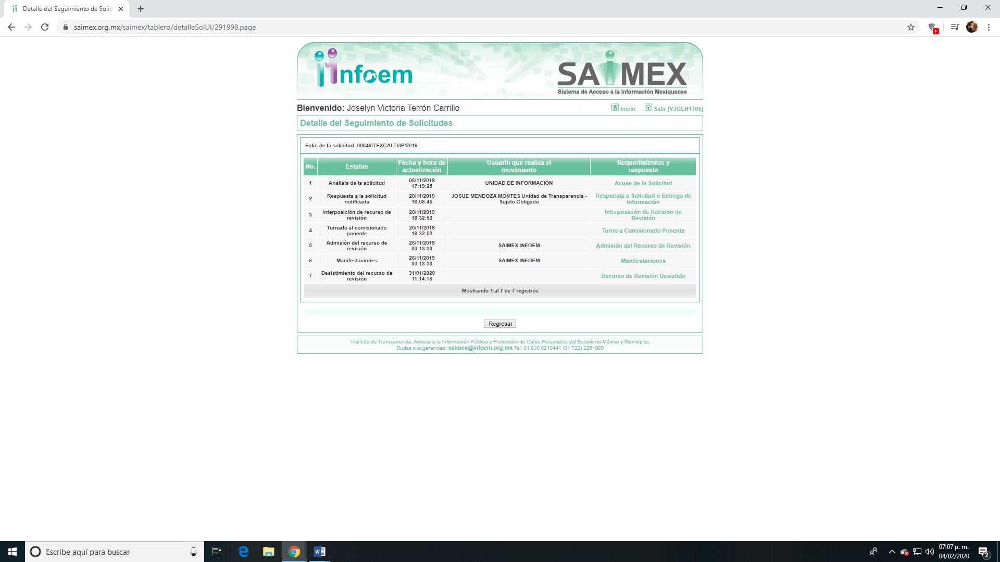 Detalle del Seguimiento de Solici
saimex.org.mx/saimex/tablero/detalleSolUI/291998.page
infoem
SAiMEX
Sistema de Acceso a la Información Mexiquense
Bienvenido: Joselyn Victoria Terrón Carrillo
Inicio
Salir [VJGLH1765]
Detalle del Seguimiento de Solicitudes
Folio de la solicitud: 00048/TEXCALTI/IP/2019
No. Estatus Fecha y hora de actualización Usuario que realiza el movimiento Requerimientos y respuesta
1 Análisis de la solicitud 08/11/2019 17:19:25 UNIDAD DE INFORMACIÓN Acuse de la Solicitud
2 Respuesta a la solicitud notificada 20/11/2019 16:08:45 JOSUE MENDOZA MONTES Unidad de Transparencia - Sujeto Obligado Respuesta a Solicitud o Entrega de Información
3 Interposición de recurso de revisión 20/11/2019 18:32:50 Interposición de Recurso de Revisión
4 Turnado al comisionado ponente 20/11/2019 18:32:50 Turno a Comisionado Ponente
5 Admisión del recurso de revisión 26/11/2019 00:13:30 SAIMEX INFOEM Admisión del Recurso de Revisión
6 Manifestaciones 26/11/2019 00:13:30 SAIMEX INFOEM Manifestaciones
7 Desistimiento del recurso de revisión 31/01/2020 11:14:18 Recurso de Revisión Desistido
Mostrando 1 al 7 de 7 registros
Regresar
Instituto de Transparencia, Acceso a la Información Pública y Protección de Datos Personales del Estado de México y Municipios
Dudas o sugerencias: saimex@infoem.org.mx Tel. 01 800 8210441 (01 722) 2261980
Escribe aquí para buscar
07:07 p. m.
04/02/2020
2